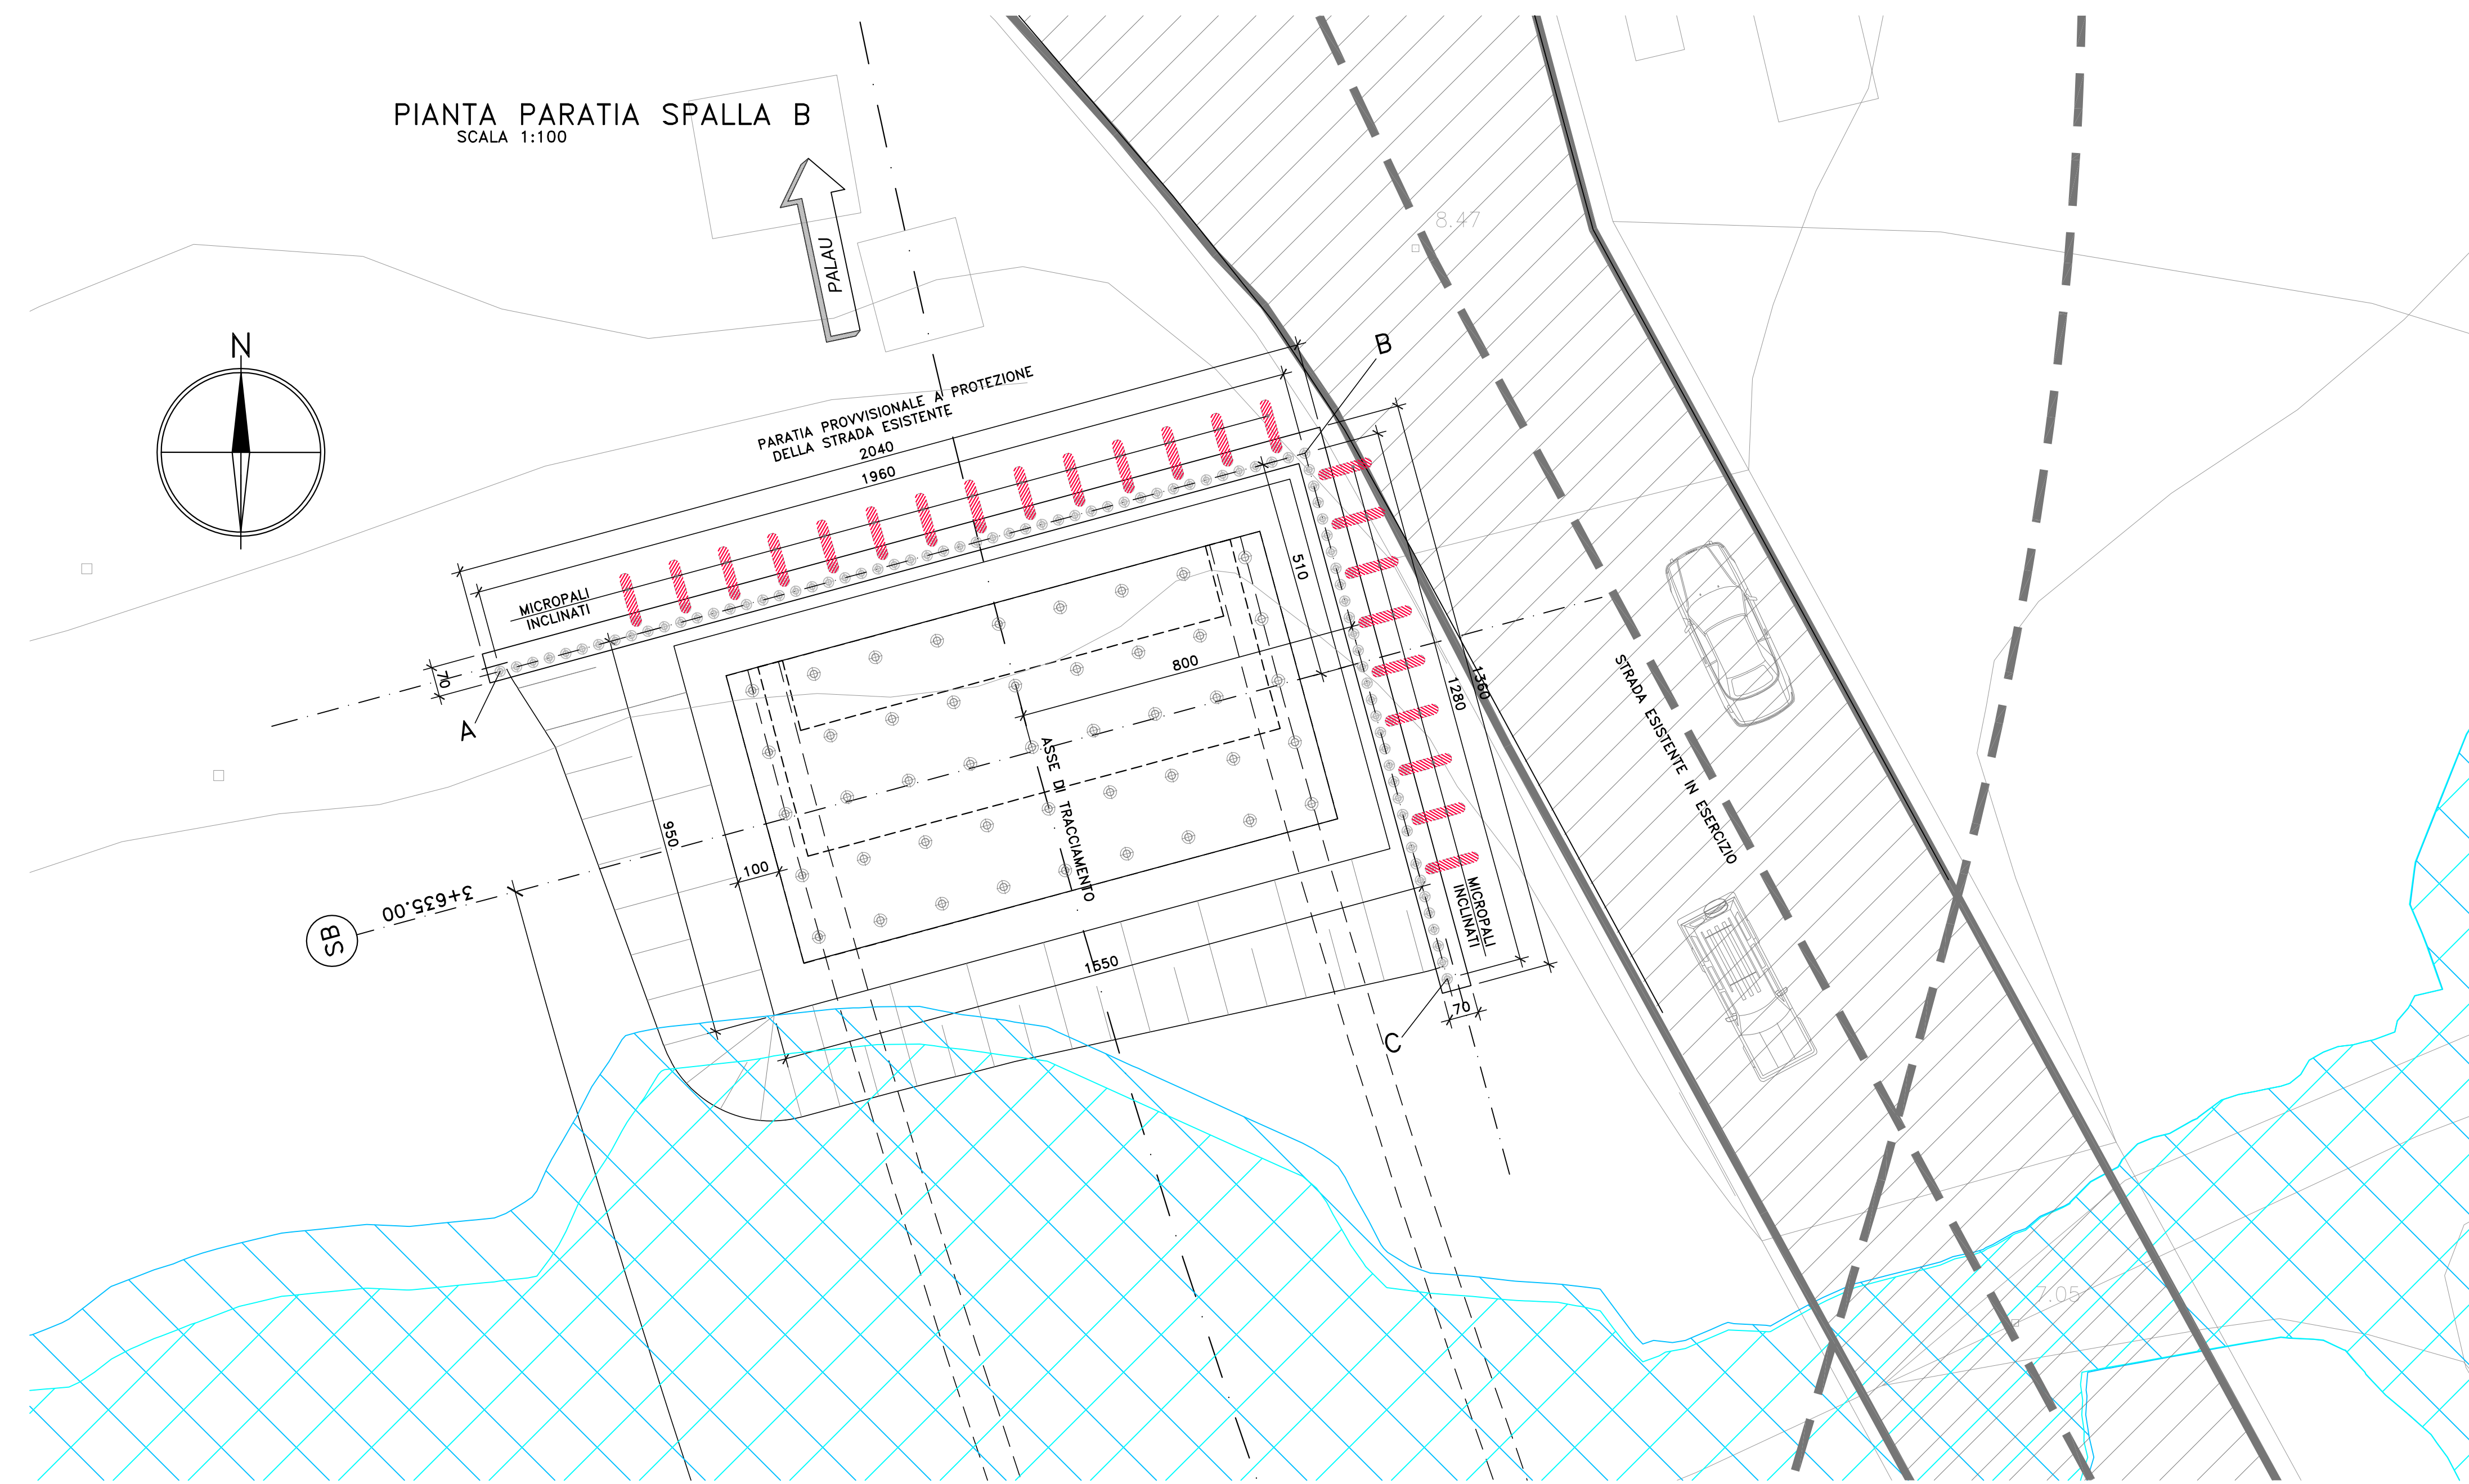 PIANTA PARATIA SPALLA B
SCALA 1:100
8.47
PALAU
N
B
PARATIA PROVVISIONALE A PROTEZIONE
DELLA STRADA ESISTENTE
2040
1960
MICROPALI
INCLINATI
510
70
A
800
1280
1360
STRADA ESISTENTE IN ESERCIZIO
ASSE DI TRACCIAMENTO
950
100
3+635.00
SB
MICROPALI
INCLINATI
1550
70
C
7.05